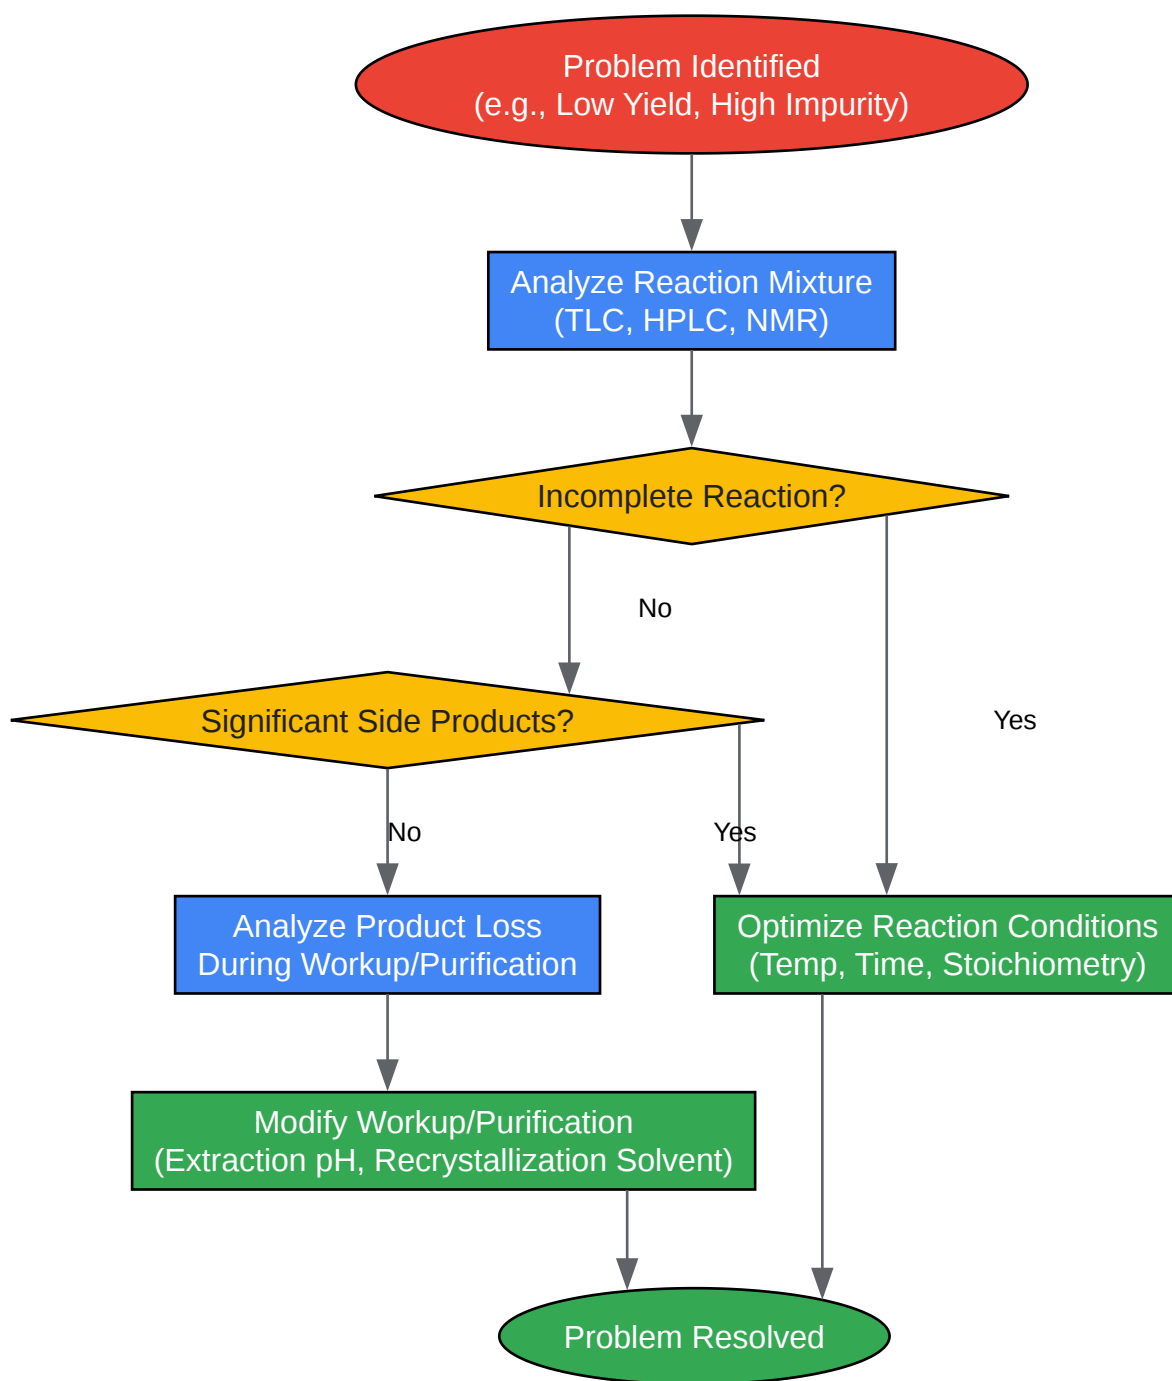 Problem Identified
(e.g., Low Yield, High Impurity)
Analyze Reaction Mixture
(TLC, HPLC, NMR)
Incomplete Reaction?
No
Significant Side Products?
Yes
No
Yes
Analyze Product Loss
During Workup/Purification
Optimize Reaction Conditions
(Temp, Time, Stoichiometry)
Modify Workup/Purification
(Extraction pH, Recrystallization Solvent)
Problem Resolved